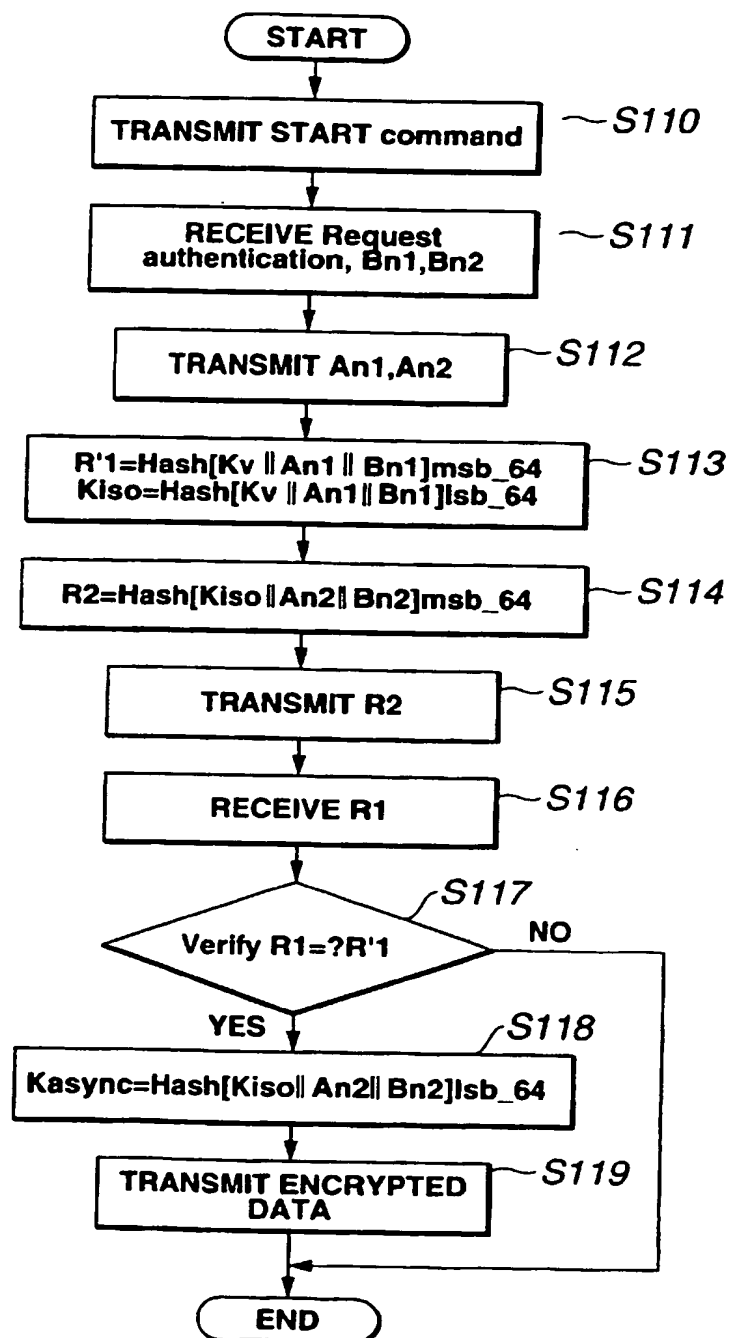 START
TRANSMIT START command
S110
RECEIVE Request
authentication, Bn1,Bn2
S111
TRANSMIT An1,An2
S112
R'1=Hash[Kv || An1 || Bn1]msb_64
Kiso=Hash[Kv || An1 || Bn1]lsb_64
S113
R2=Hash[Kiso || An2 || Bn2]msb_64
S114
TRANSMIT R2
S115
RECEIVE R1
S116
S117
Verify R1=?R'1
NO
YES
S118
Kasync=Hash[Kiso|| An2|| Bn2]lsb_64
S119
TRANSMIT ENCRYPTED
DATA
END